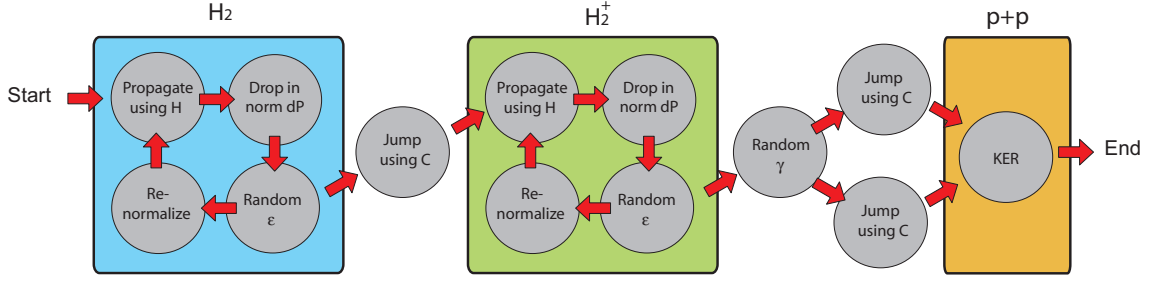 H2
H2+
p+p
Start
Propagate
using H
Drop in
norm dP
Re-
normalize
Random
ε
Jump
using C
Propagate
using H
Drop in
norm dP
Re-
normalize
Random
ε
Random
γ
Jump
using C
Jump
using C
KER
End